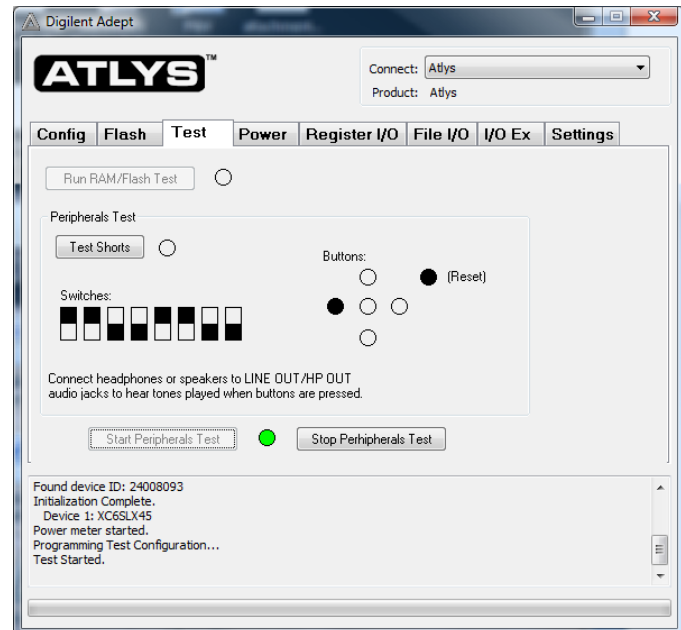 Digilent Adept
ATLYS™
Connect: Atlys
Product: Atlys
Config Flash Test Power Register I/O File I/O I/O Ex Settings
Run RAM/Flash Test
Peripherals Test
Test Shorts
Buttons:
(Reset)
Switches:
Connect headphones or speakers to LINE OUT/HP OUT
audio jacks to hear tones played when buttons are pressed.
Start Peripherals Test Stop Perhipherals Test
Found device ID: 24008093
Initialization Complete.
Device 1: XC6SLX45
Power meter started.
Programming Test Configuration...
Test Started.